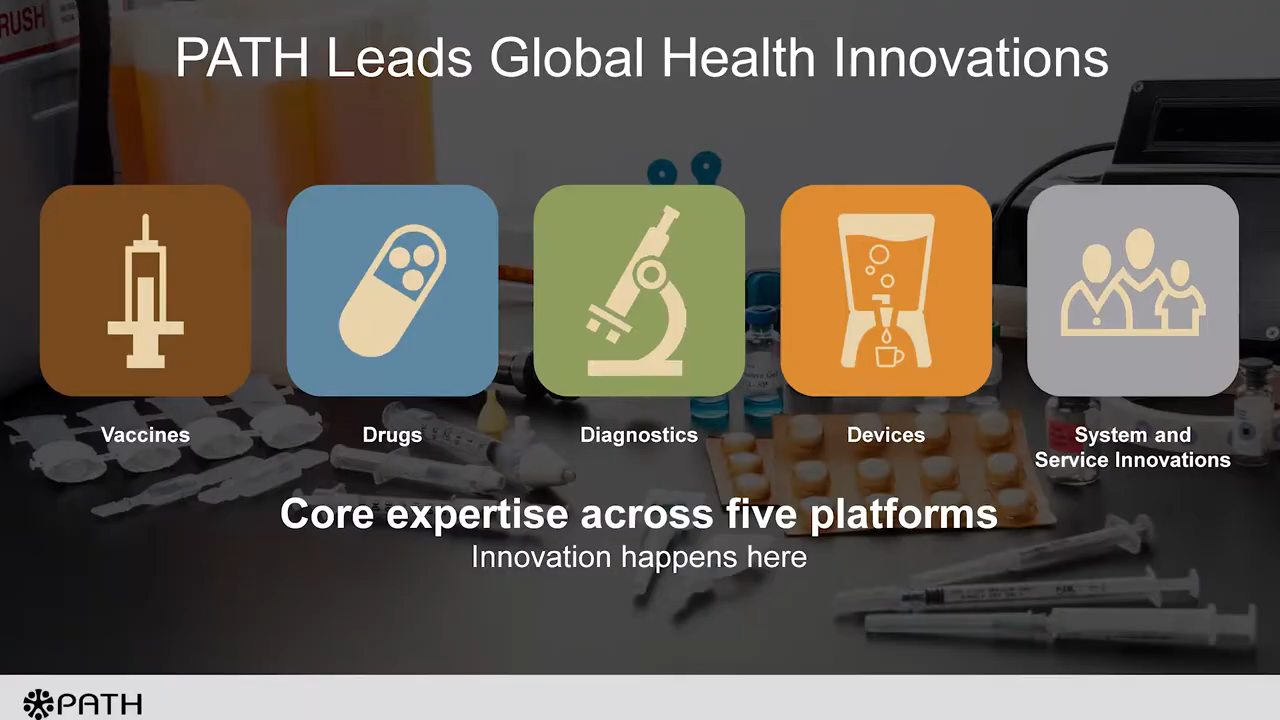 RUSH
PATH Leads Global Health Innovations
Vaccines
Drugs
Diagnostics
Devices
System and
Service Innovations
Core expertise across five platforms
Innovation happens here
PATH